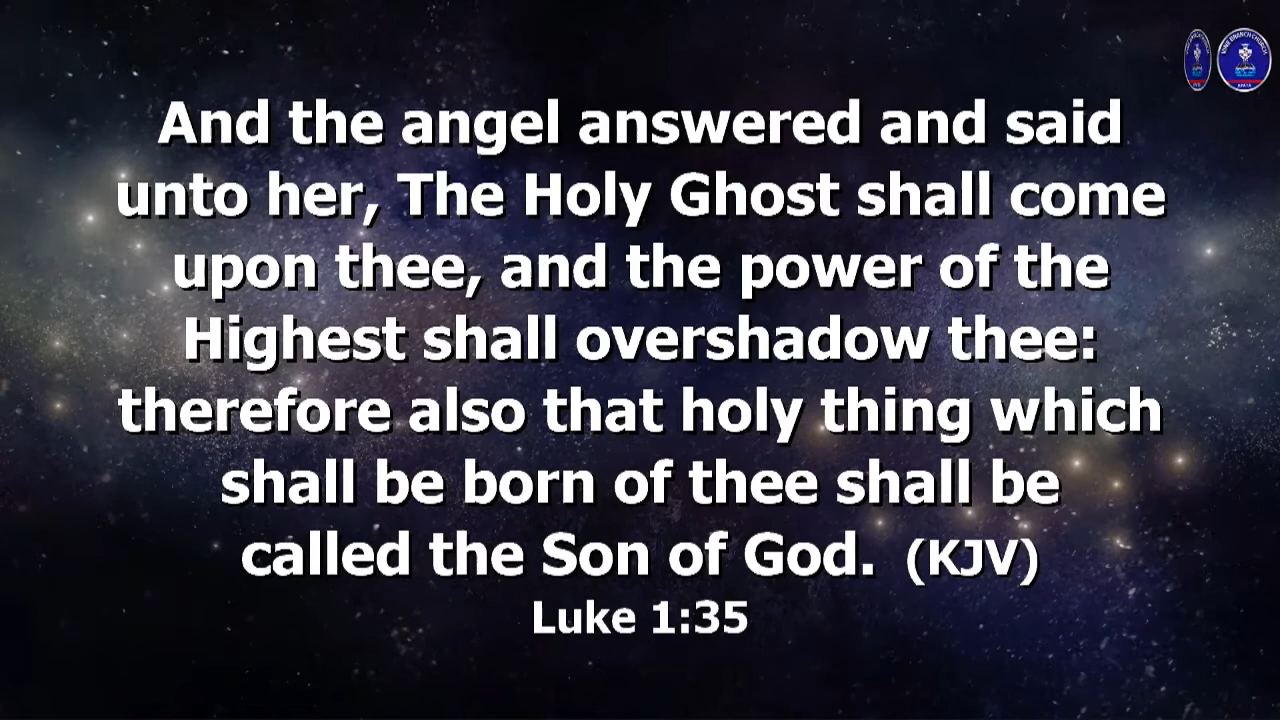 And the angel answered and said
unto her, The Holy Ghost shall come
upon thee, and the power of the
Highest shall overshadow thee:
therefore also that holy thing which
shall be born of thee shall be
called the Son of God. (KJV)
Luke 1:35